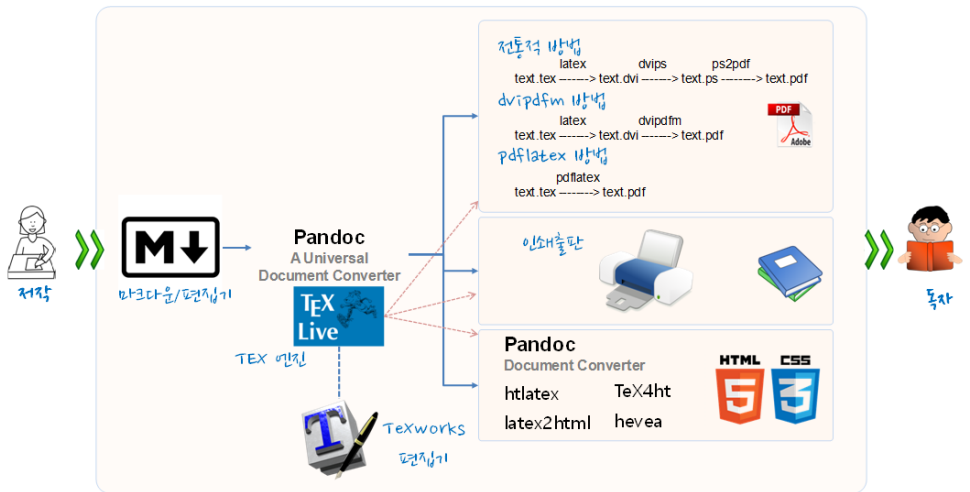 전통적 방법
latex dvips ps2pdf
text.tex -------> text.dvi -------> text.ps --------> text.pdf
dvipdfm 방법
latex dvipdfm
text.tex -------> text.dvi -------> text.pdf
pdflatex 방법
pdflatex
text.tex --------> text.pdf
PDF
Adobe
저작
M
마크다운/편집기
Pandoc
A Universal
Document Converter
TEX
Live
TEX 엔진
T
TeXworks
편집기
인쇄출판
Pandoc
Document Converter
htlatex TeX4ht
latex2html hevea
HTML CSS
5 3
독자